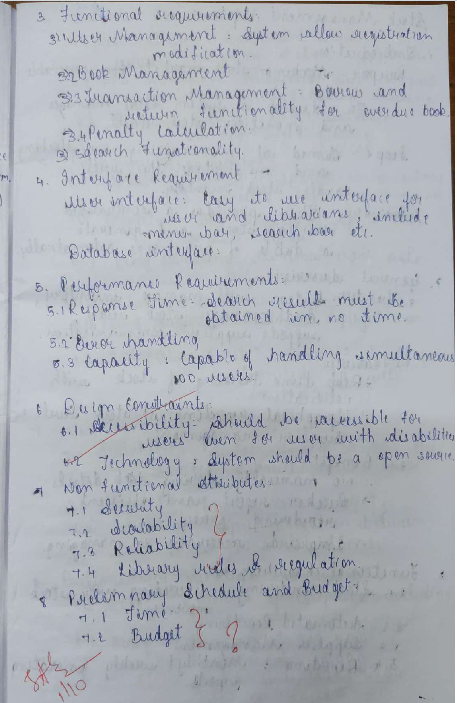 3. Functional requirements
3.1 User Management : System allow registration
modification.
3.2 Book Management
3.3 Transaction Management : Borrow and
return functionality for overdue book.
3.4 Penalty Calculation.
3.5 Search Functionality.
4. Interface Requirement
User interface: Easy to use interface for
user and librarians, include
menu bar, search bar etc.
Database interface.
5. Performance Requirements:
5.1 Response Time: Search result must be
obtained in no time.
5.2 Error handling
5.3 Capacity : Capable of handling simultaneous
100 users.
6 Design Constraints:
6.1 Accessibility: should be accessible for
users even for user with disabilities
6.2 Technology : System should be a open source.
7 Non Functional Attributes.
7.1 Security
7.2 Scalability
7.3 Reliability
7.4 Library rules & regulation
8 Preliminary Schedule and Budget.
7.1 Time
7.2 Budget ?
1/10